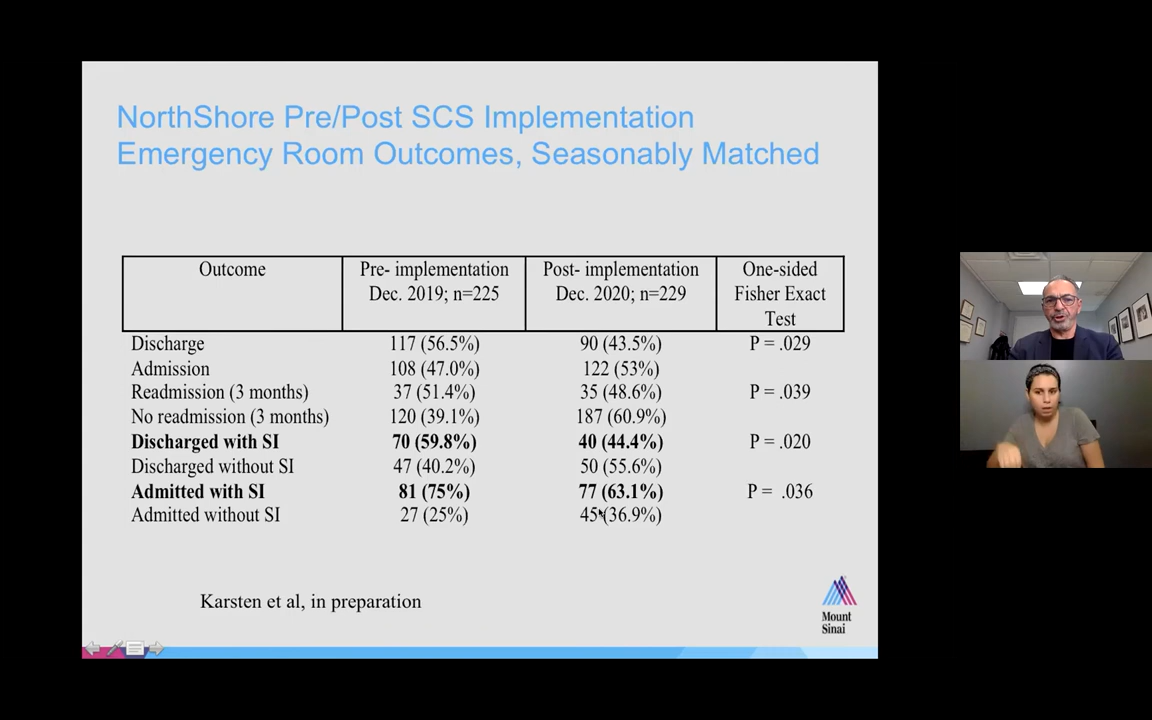 NorthShore Pre/Post SCS Implementation
Emergency Room Outcomes, Seasonably Matched
Outcome Pre- implementation Dec. 2019; n=225 Post- implementation Dec. 2020; n=229 One-sided Fisher Exact Test
Discharge 117 (56.5%) 90 (43.5%) P = .029
Admission 108 (47.0%) 122 (53%)
Readmission (3 months) 37 (51.4%) 35 (48.6%) P = .039
No readmission (3 months) 120 (39.1%) 187 (60.9%)
Discharged with SI 70 (59.8%) 40 (44.4%) P = .020
Discharged without SI 47 (40.2%) 50 (55.6%)
Admitted with SI 81 (75%) 77 (63.1%) P = .036
Admitted without SI 27 (25%) 45 (36.9%)
Karsten et al, in preparation
Mount
Sinai